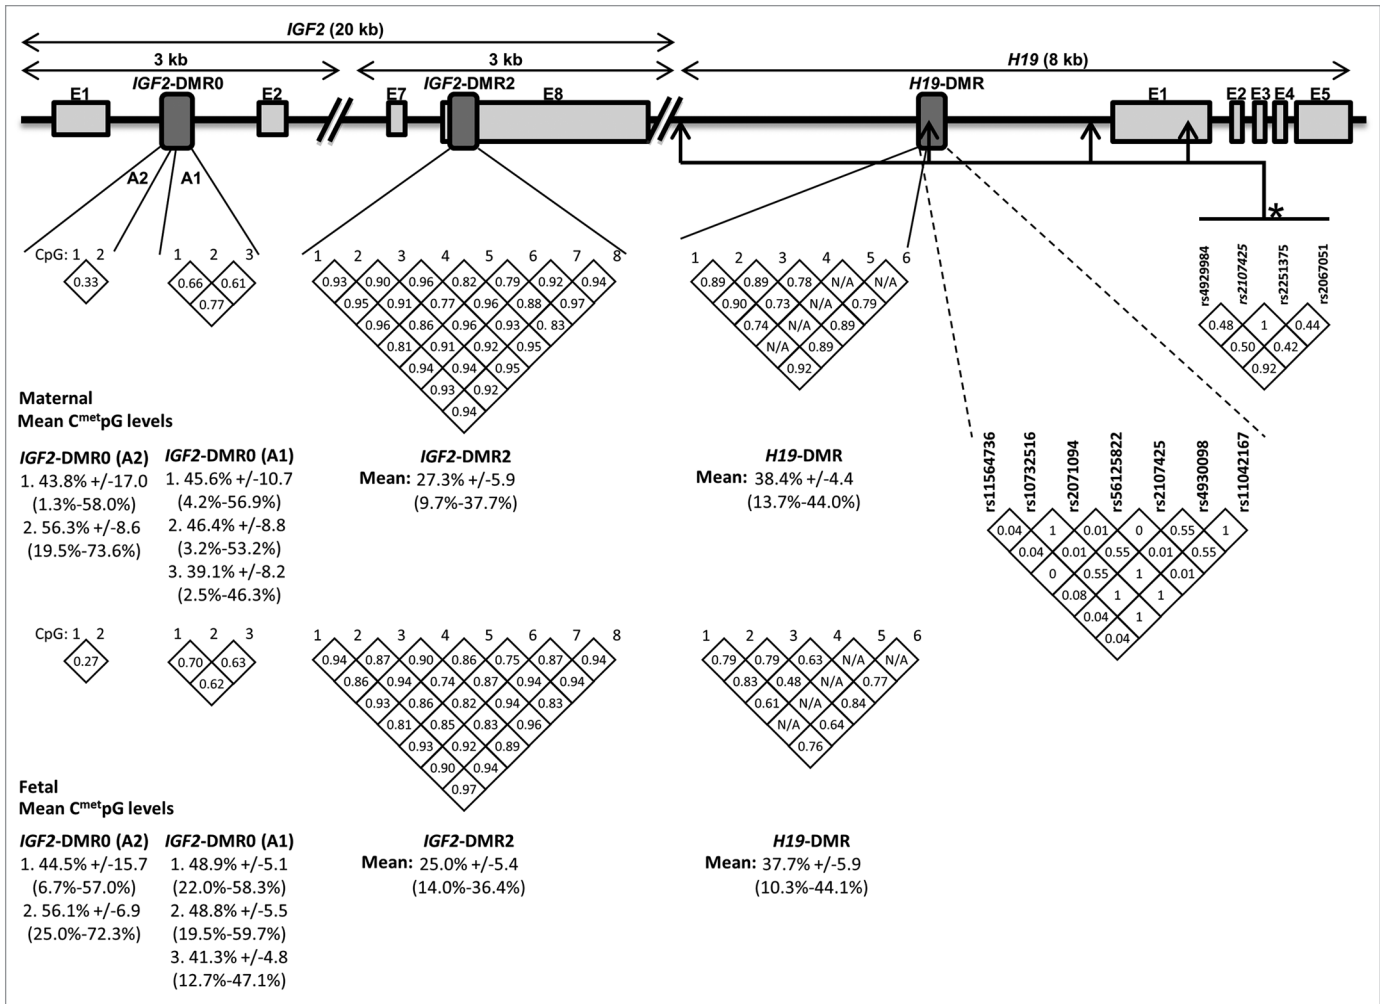 IGF2 (20 kb)
3 kb
3 kb
H19 (8 kb)
IGF2-DMR0
IGF2-DMR2
H19-DMR
E1
E2
E7
E8
E1
E2
E3
E4
E5
A2
A1
*
CpG: 1 2
1 2 3
1 2 3 4 5 6 7 8
1 2 3 4 5 6
rs4929984
rs2107425
rs2251375
rs2067051
0.33
0.66 0.61
0.77
0.93 0.90 0.96 0.82 0.79 0.92 0.94
0.95 0.91 0.77 0.96 0.88 0.97
0.96 0.86 0.96 0.93 0. 83
0.81 0.91 0.92 0.95
0.94 0.94 0.95
0.93 0.92
0.94
0.89 0.89 0.78 N/A N/A
0.90 0.73 N/A 0.79
0.74 N/A 0.89
N/A 0.89
0.92
0.48 1 0.44
0.50 0.42
0.92
Maternal
Mean CmetpG levels
IGF2-DMR0 (A2)
1. 43.8% +/-17.0
(1.3%-58.0%)
2. 56.3% +/-8.6
(19.5%-73.6%)
IGF2-DMR0 (A1)
1. 45.6% +/-10.7
(4.2%-56.9%)
2. 46.4% +/-8.8
(3.2%-53.2%)
3. 39.1% +/-8.2
(2.5%-46.3%)
IGF2-DMR2
Mean: 27.3% +/-5.9
(9.7%-37.7%)
H19-DMR
Mean: 38.4% +/-4.4
(13.7%-44.0%)
rs11564736
rs10732516
rs2071094
rs56125822
rs2107425
rs4930098
rs11042167
0.04 1 0.01 0 0.55 1
0.04 0.01 0.55 0.01 0.55
0 0.55 1 0.01
0.08 1 1
0.04 1
0.04
CpG: 1 2
1 2 3
1 2 3 4 5 6 7 8
1 2 3 4 5 6
0.27
0.70 0.63
0.62
0.94 0.87 0.90 0.86 0.75 0.87 0.94
0.86 0.94 0.74 0.87 0.94 0.94
0.93 0.86 0.82 0.94 0.83
0.81 0.85 0.83 0.96
0.93 0.92 0.89
0.90 0.94
0.97
0.79 0.79 0.63 N/A N/A
0.83 0.48 N/A 0.77
0.61 N/A 0.84
N/A 0.64
0.76
Fetal
Mean CmetpG levels
IGF2-DMR0 (A2)
1. 44.5% +/-15.7
(6.7%-57.0%)
2. 56.1% +/-6.9
(25.0%-72.3%)
IGF2-DMR0 (A1)
1. 48.9% +/-5.1
(22.0%-58.3%)
2. 48.8% +/-5.5
(19.5%-59.7%)
3. 41.3% +/-4.8
(12.7%-47.1%)
IGF2-DMR2
Mean: 25.0% +/-5.4
(14.0%-36.4%)
H19-DMR
Mean: 37.7% +/-5.9
(10.3%-44.1%)